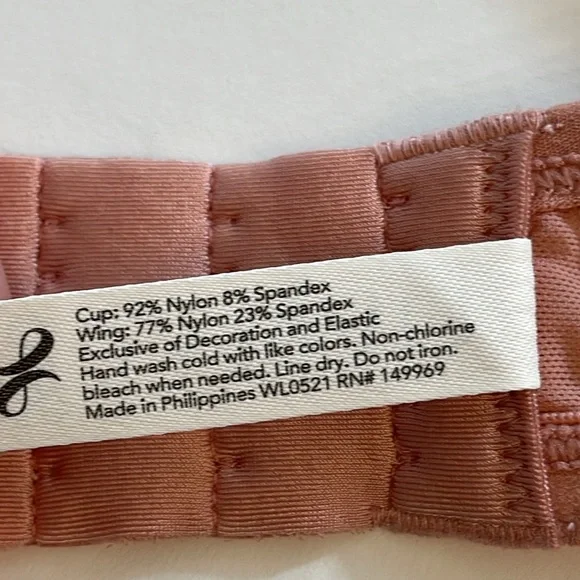 Cup: 92% Nylon 8% Spandex
Wing: 77% Nylon 23% Spandex
Exclusive of Decoration and Elastic
Hand wash cold with like colors. Non-chlorine
bleach when needed. Line dry. Do not iron.
Made in Philippines WL0521 RN# 149969